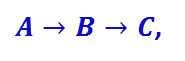 A → B → C,